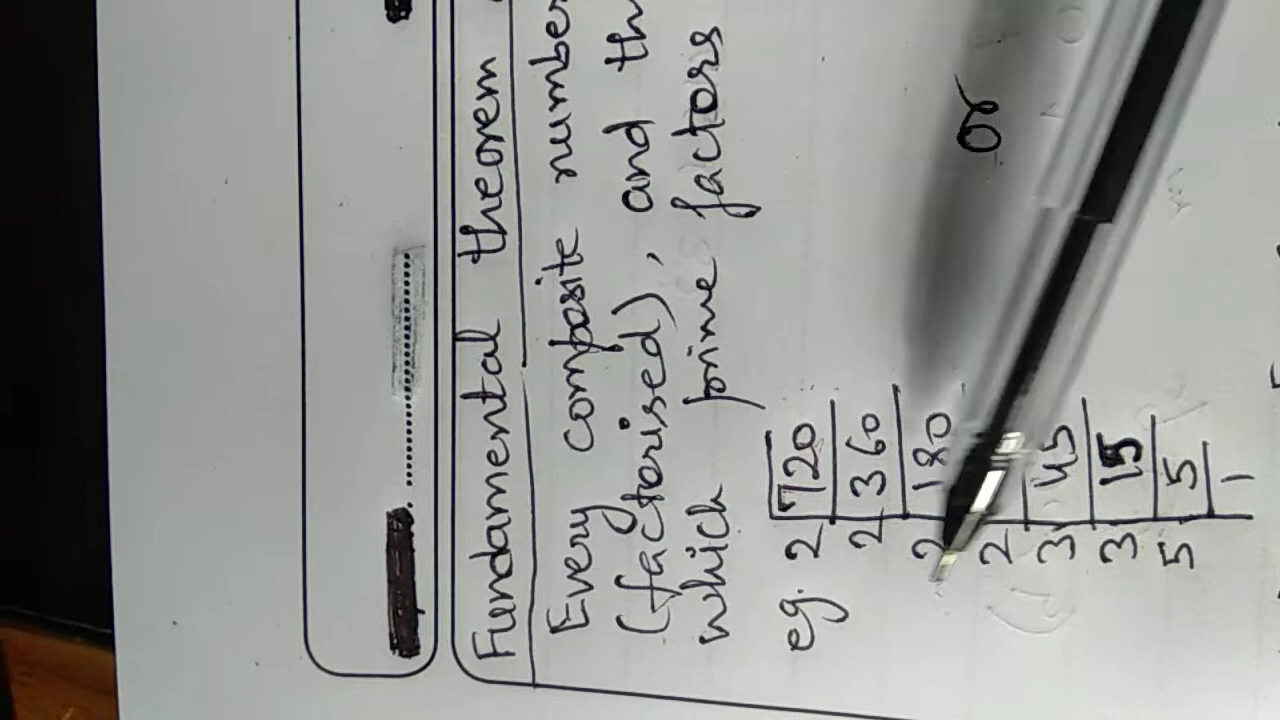 Fundamental theorem
Every composite number
(factorised), and th
which prime factors
eg. 2 720
2 360
2 180
2
3 45
3 15
5 5
1
or